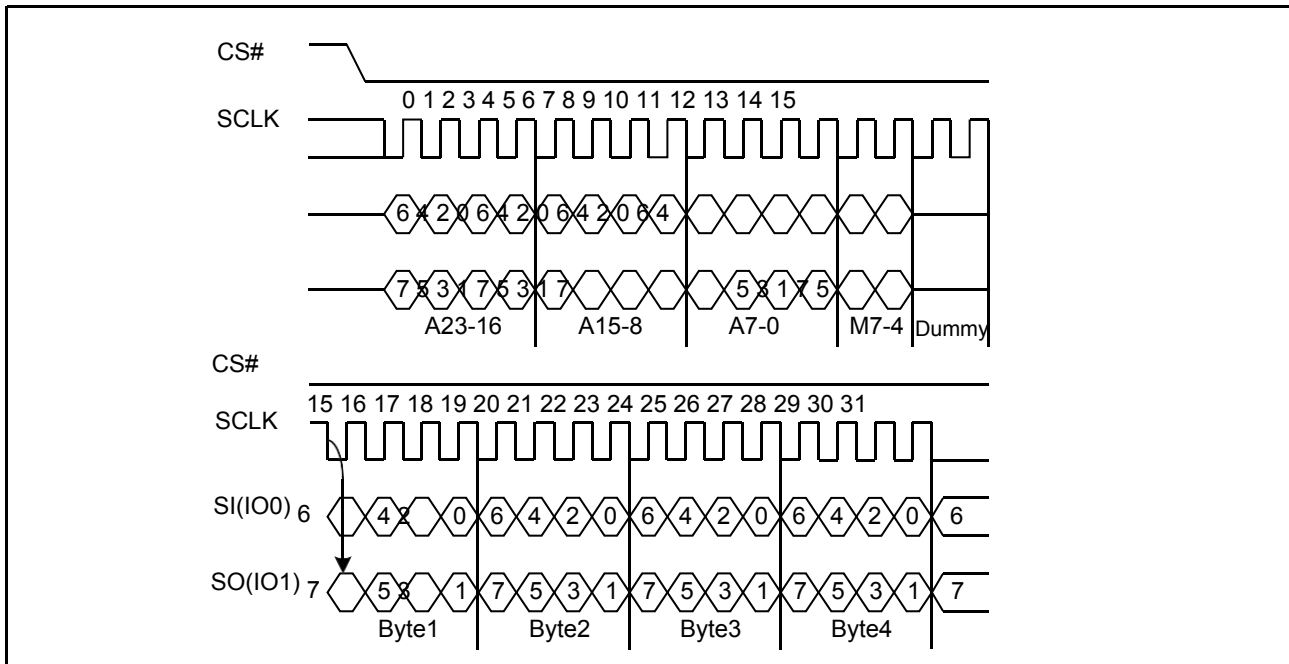 CS#
0 1 2 3 4 5 6 7 8 9 10 11 12 13 14 15
SCLK
6 4 2 0 6 4 2 0 6 4 2 0 6 4
7 5 3 1 7 5 3 1 7 5 3 1 7 5
A23-16 A15-8 A7-0 M7-4 Dummy
CS#
15 16 17 18 19 20 21 22 23 24 25 26 27 28 29 30 31
SCLK
SI(IO0) 6 4 2 0 6 4 2 0 6 4 2 0 6 4 2 0 6
SO(IO1) 7 5 3 1 7 5 3 1 7 5 3 1 7 5 3 1 7
Byte1 Byte2 Byte3 Byte4